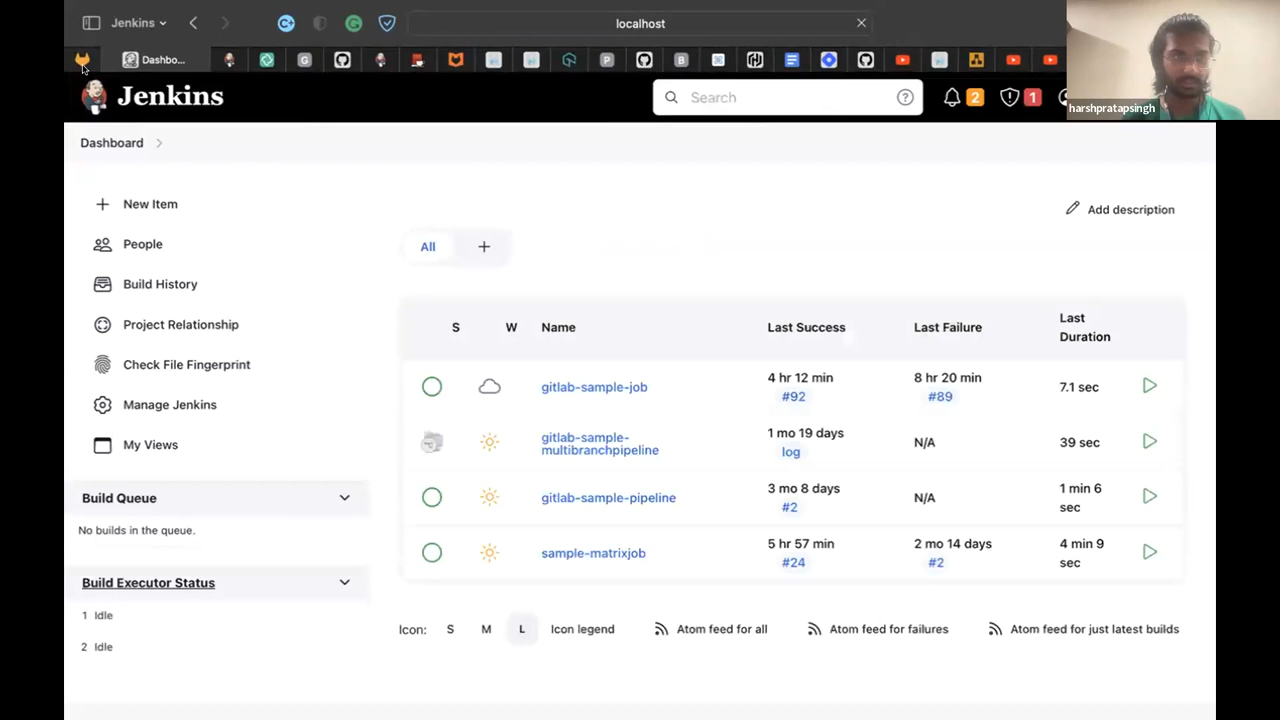 Jenkins
localhost
Dashbo...
Jenkins
Search
2
1
harshpratapsingh
Dashboard
New Item
People
Build History
Project Relationship
Check File Fingerprint
Manage Jenkins
My Views
Build Queue
No builds in the queue.
Build Executor Status
1 Idle
2 Idle
Add description
All +
S W Name Last Success Last Failure Last
Duration
gitlab-sample-job 4 hr 12 min 8 hr 20 min 7.1 sec
#92 #89
gitlab-sample-
multibranchpipeline
1 mo 19 days N/A 39 sec
log
gitlab-sample-pipeline 3 mo 8 days N/A 1 min 6
#2 sec
sample-matrixjob 5 hr 57 min 2 mo 14 days 4 min 9
#24 #2 sec
Icon: S M L Icon legend Atom feed for all Atom feed for failures Atom feed for just latest builds